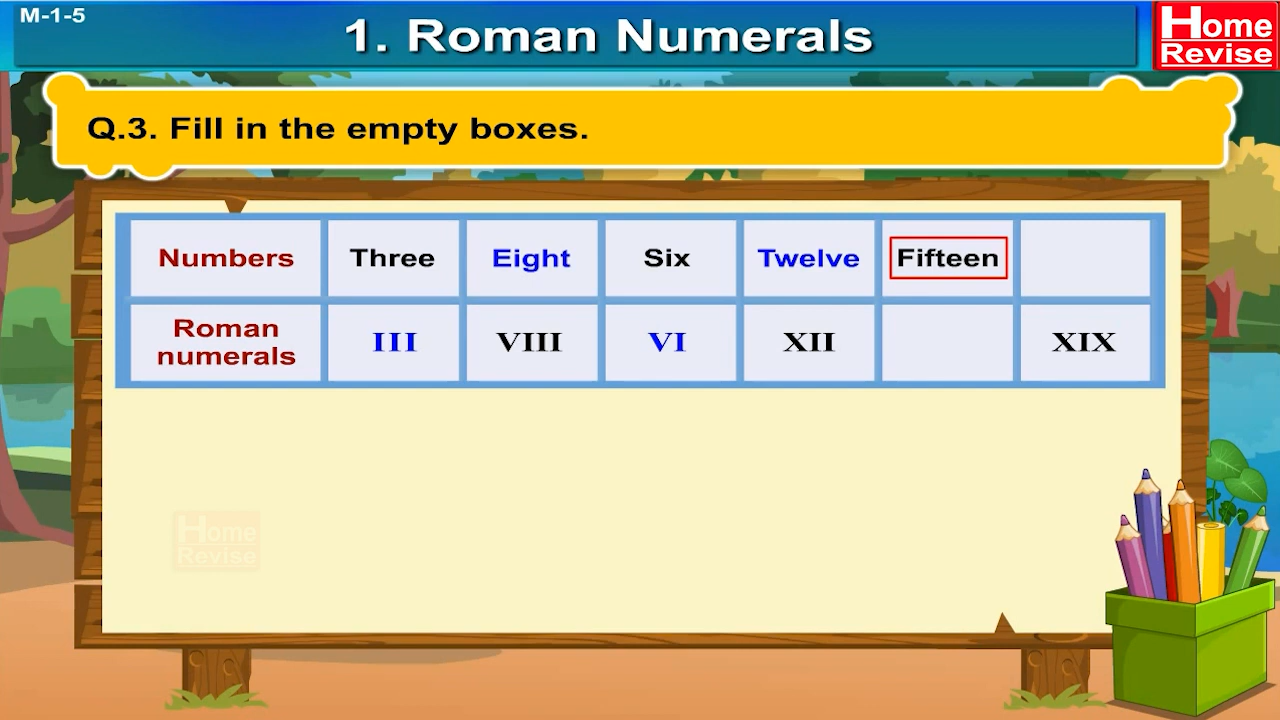 M-1-5
1. Roman Numerals
Home
Revise
Q.3. Fill in the empty boxes.
Numbers Three Eight Six Twelve Fifteen
Roman numerals III VIII VI XII XIX
Home
Revise